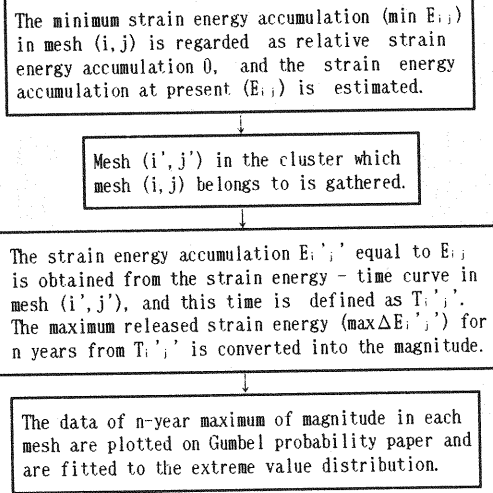 The minimum strain energy accumulation (min Eᵢⱼ)
in mesh (i, j) is regarded as relative strain
energy accumulation 0, and the strain energy
accumulation at present (Eᵢⱼ) is estimated.
Mesh (i', j') in the cluster which
mesh (i, j) belongs to is gathered.
The strain energy accumulation Eᵢ'ⱼ' equal to Eᵢⱼ
is obtained from the strain energy - time curve in
mesh (i', j'), and this time is defined as Tᵢ'ⱼ'.
The maximum released strain energy (maxΔEᵢ'ⱼ') for
n years from Tᵢ'ⱼ' is converted into the magnitude.
The data of n-year maximum of magnitude in each
mesh are plotted on Gumbel probability paper and
are fitted to the extreme value distribution.